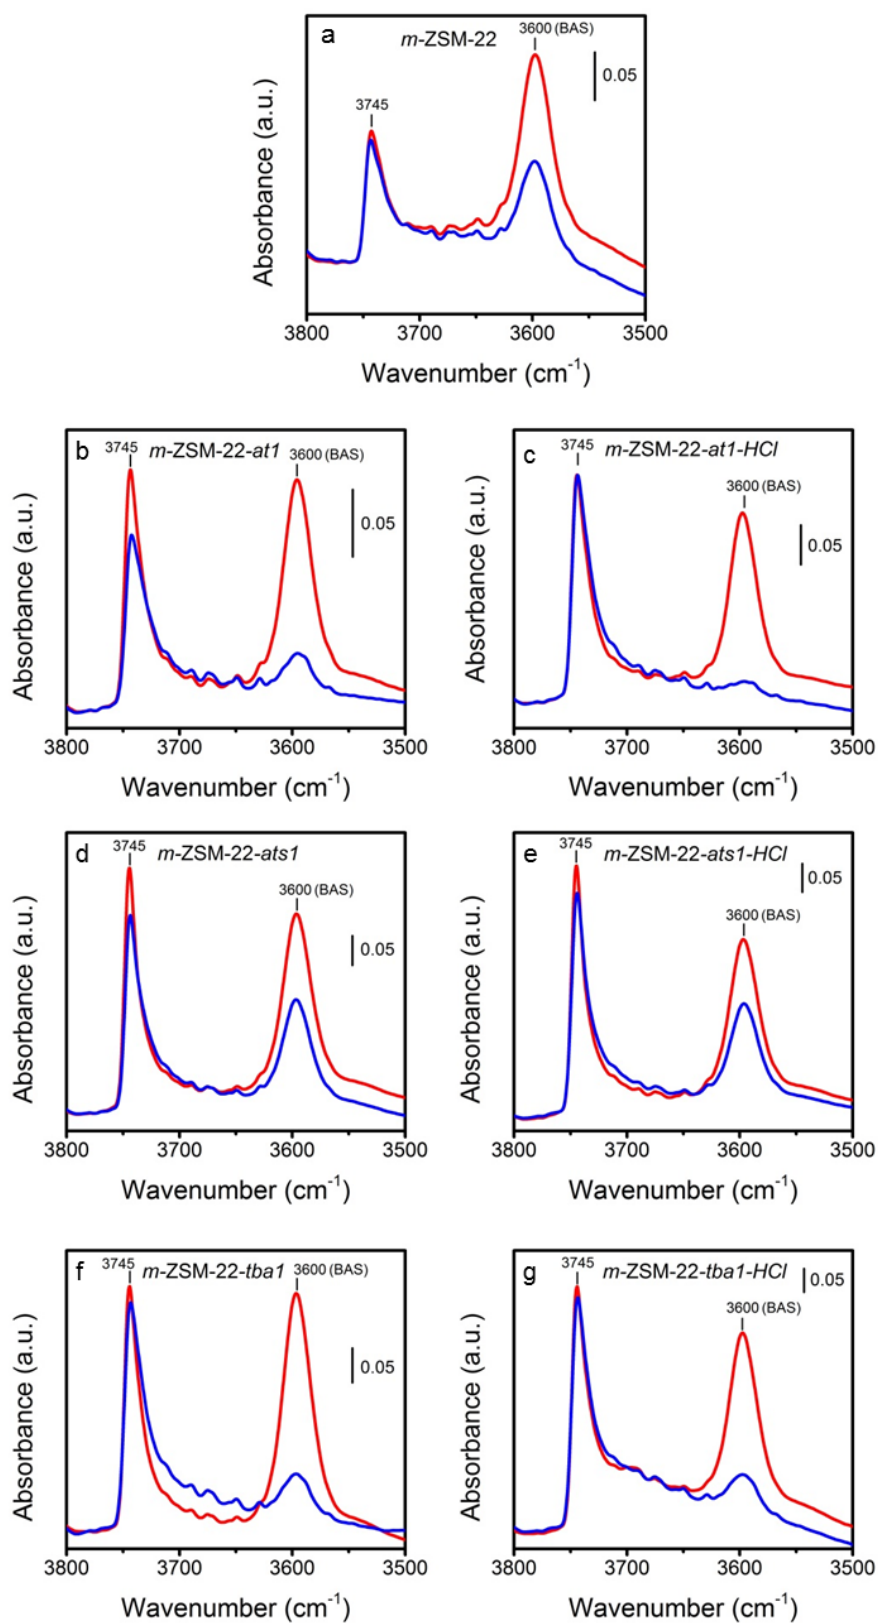 a
m-ZSM-22
3600 (BAS)
0.05
3745
Absorbance (a.u.)
3800 3700 3600 3500
Wavenumber (cm⁻¹)
b
3745
m-ZSM-22-at1
3600 (BAS)
0.05
Absorbance (a.u.)
3800 3700 3600 3500
Wavenumber (cm⁻¹)
c
3745
m-ZSM-22-at1-HCl
3600 (BAS)
0.05
Absorbance (a.u.)
3800 3700 3600 3500
Wavenumber (cm⁻¹)
d
3745
m-ZSM-22-ats1
3600 (BAS)
0.05
Absorbance (a.u.)
3800 3700 3600 3500
Wavenumber (cm⁻¹)
e
3745
m-ZSM-22-ats1-HCl
0.05
3600 (BAS)
Absorbance (a.u.)
3800 3700 3600 3500
Wavenumber (cm⁻¹)
f
3745
m-ZSM-22-tba1
3600 (BAS)
0.05
Absorbance (a.u.)
3800 3700 3600 3500
Wavenumber (cm⁻¹)
g
3745
m-ZSM-22-tba1-HCl
0.05
3600 (BAS)
Absorbance (a.u.)
3800 3700 3600 3500
Wavenumber (cm⁻¹)